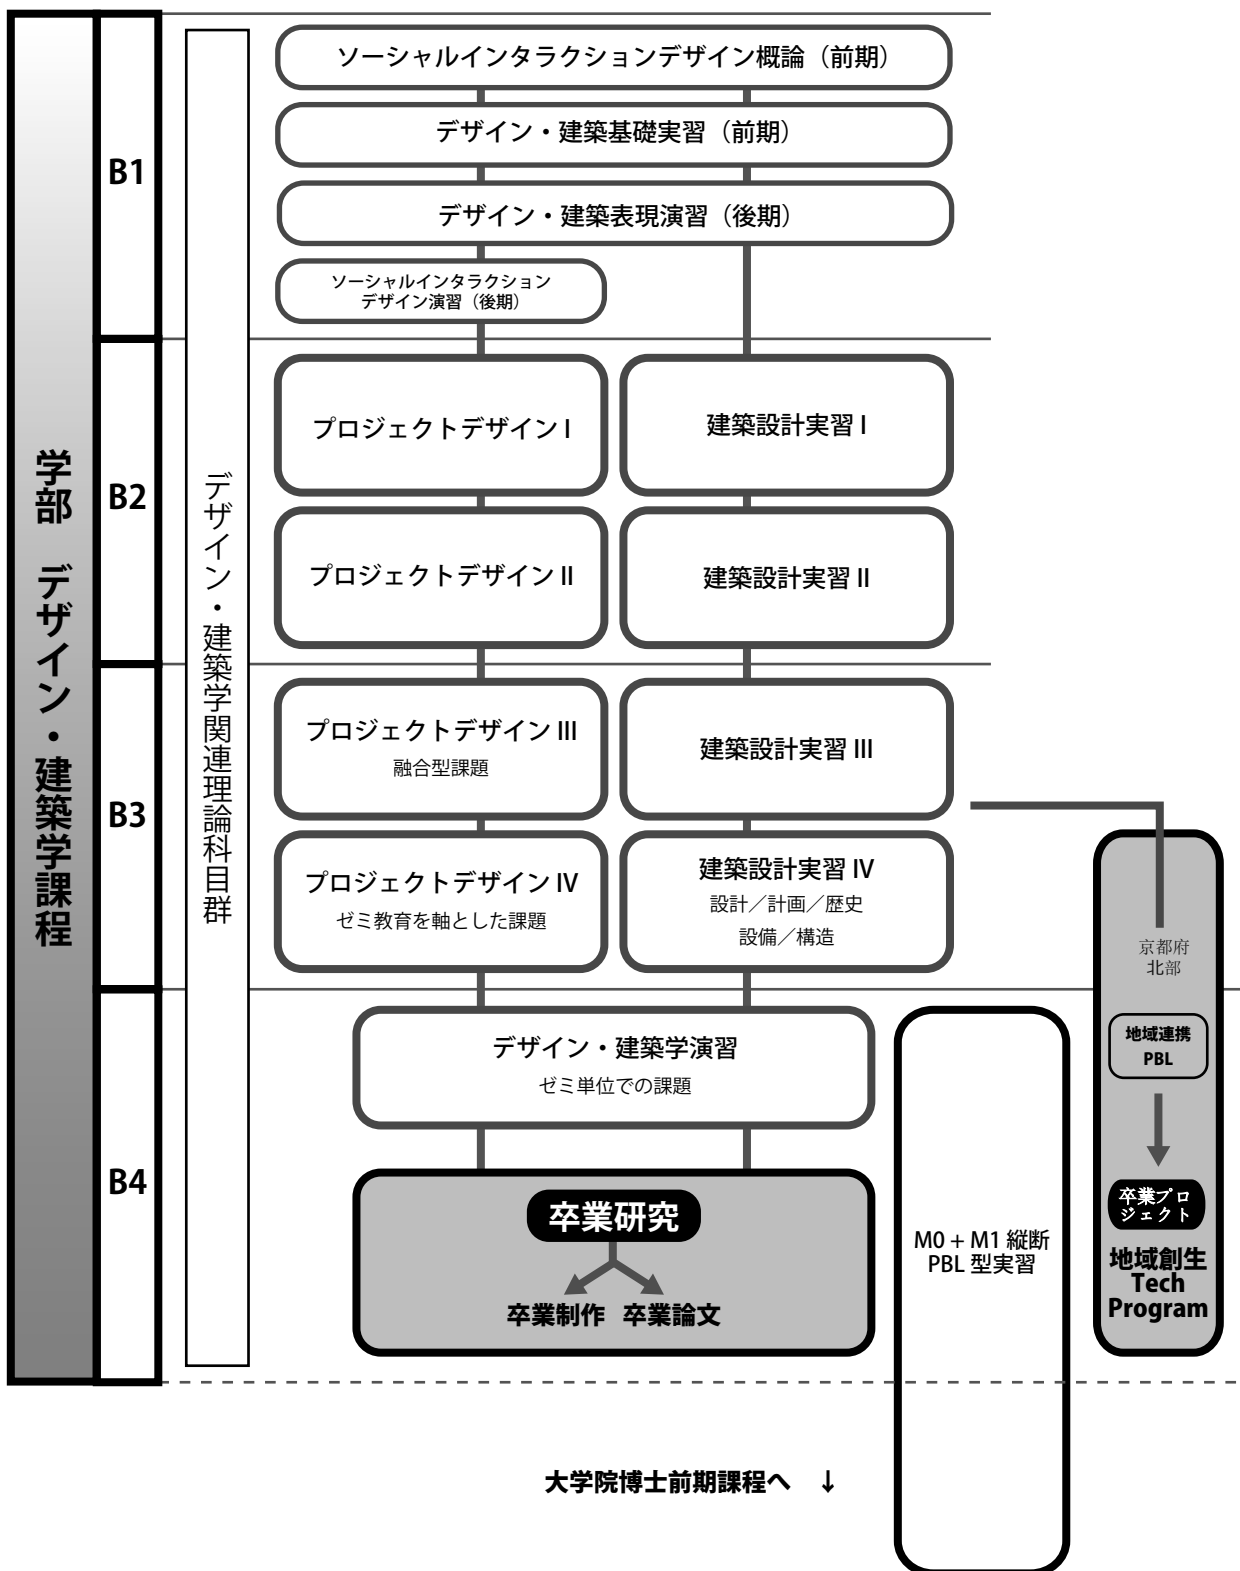 学部 デザイン・建築学課程
デザイン・建築学関連理論科目群
B1
ソーシャルインタラクションデザイン概論（前期）
デザイン・建築基礎実習（前期）
デザイン・建築表現演習（後期）
ソーシャルインタラクション
デザイン演習（後期）
B2
プロジェクトデザイン I
建築設計実習 I
プロジェクトデザイン II
建築設計実習 II
B3
プロジェクトデザイン III
融合型課題
建築設計実習 III
プロジェクトデザイン IV
ゼミ教育を軸とした課題
建築設計実習 IV
設計／計画／歴史
設備／構造
B4
デザイン・建築学演習
ゼミ単位での課題
卒業研究
卒業制作 卒業論文
M0 + M1 縦断
PBL 型実習
京都府
北部
地域連携
PBL
卒業プロ
ジェクト
地域創生
Tech
Program
大学院博士前期課程へ ↓